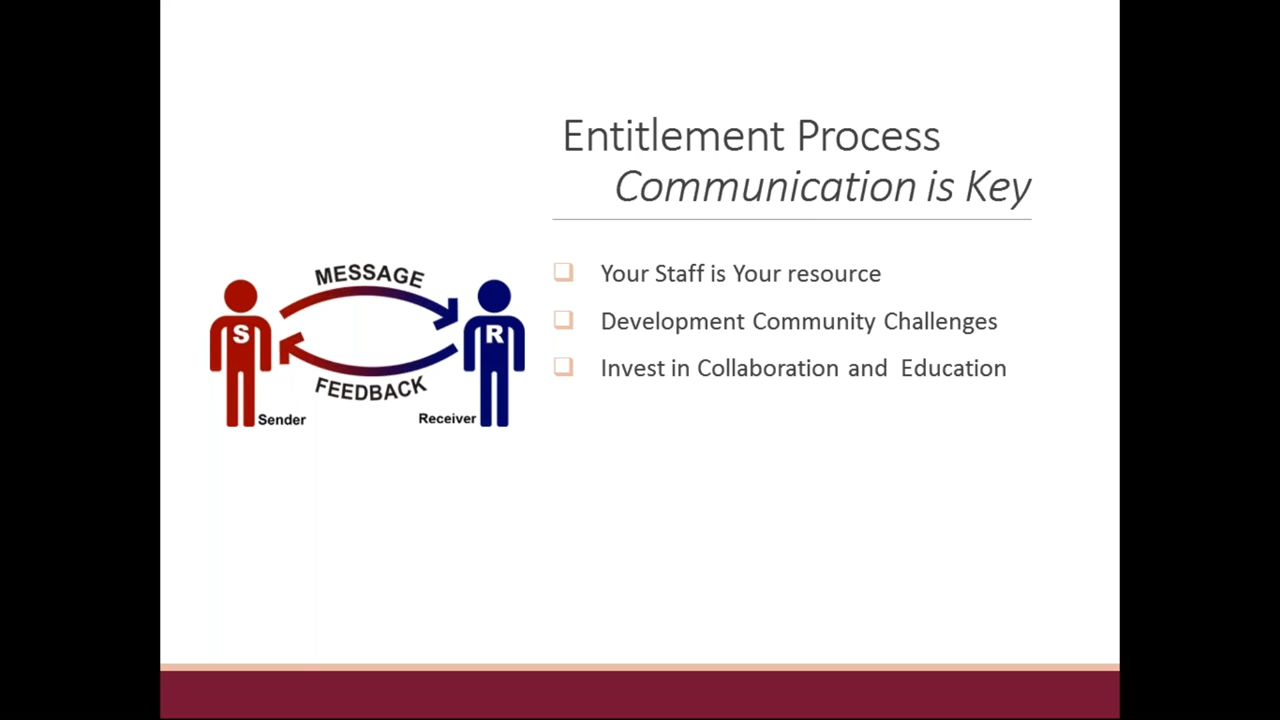 Entitlement Process
Communication is Key
MESSAGE
S
R
FEEDBACK
Sender
Receiver
Your Staff is Your resource
Development Community Challenges
Invest in Collaboration and Education